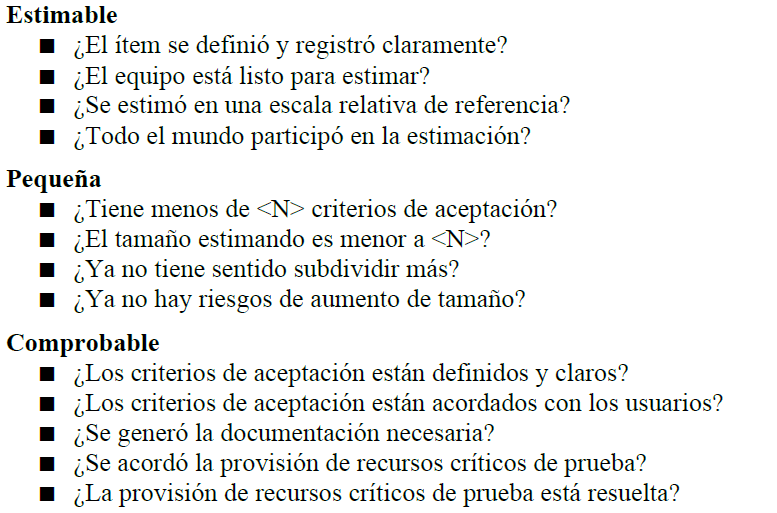 Estimable
■ ¿El ítem se definió y registró claramente?
■ ¿El equipo está listo para estimar?
■ ¿Se estimó en una escala relativa de referencia?
■ ¿Todo el mundo participó en la estimación?
Pequeña
■ ¿Tiene menos de <N> criterios de aceptación?
■ ¿El tamaño estimando es menor a <N>?
■ ¿Ya no tiene sentido subdividir más?
■ ¿Ya no hay riesgos de aumento de tamaño?
Comprobable
■ ¿Los criterios de aceptación están definidos y claros?
■ ¿Los criterios de aceptación están acordados con los usuarios?
■ ¿Se generó la documentación necesaria?
■ ¿Se acordó la provisión de recursos críticos de prueba?
■ ¿La provisión de recursos críticos de prueba está resuelta?